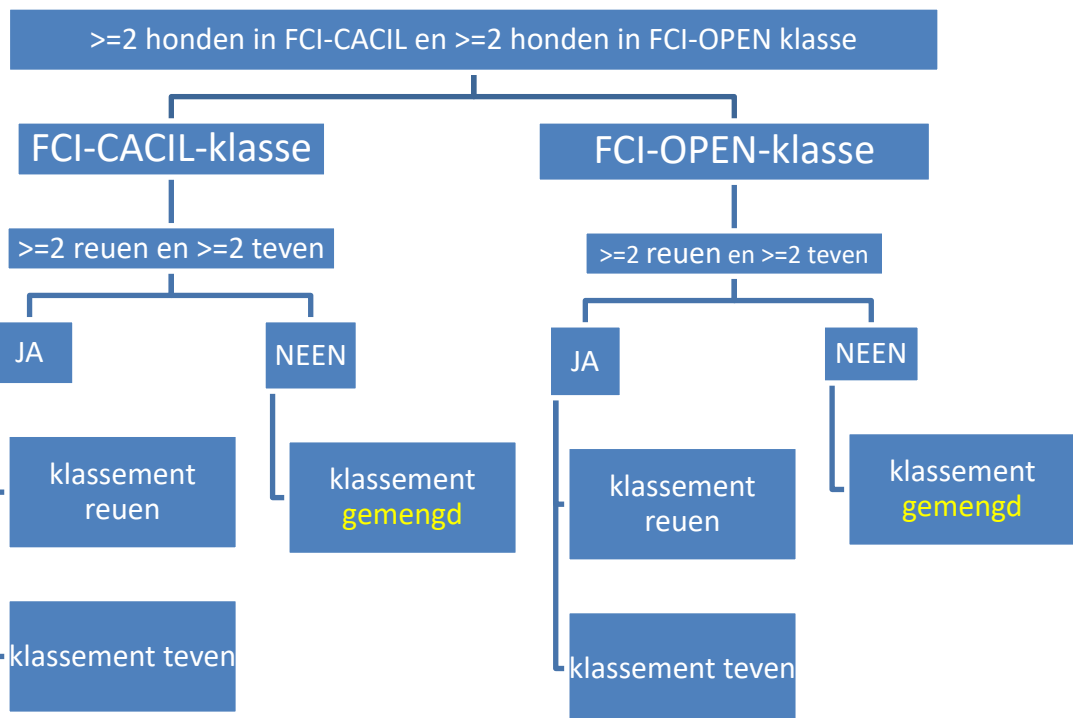 >=2 honden in FCI-CACIL en >=2 honden in FCI-OPEN klasse
FCI-CACIL-klasse
FCI-OPEN-klasse
>=2 reuen en >=2 teven
>=2 reuen en >=2 teven
JA
NEEN
JA
NEEN
klassement
reuen
klassement
gemengd
klassement
reuen
klassement
gemengd
klassement teven
klassement teven